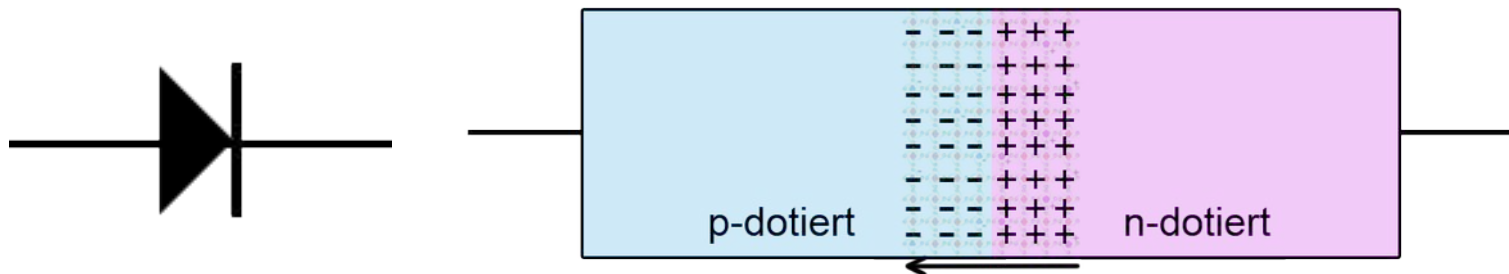 - - - + + +
- - - + + +
- - - + + +
- - - + + +
- - - + + +
- - - + + +
- - - + + +
- - - + + +
p-dotiert n-dotiert